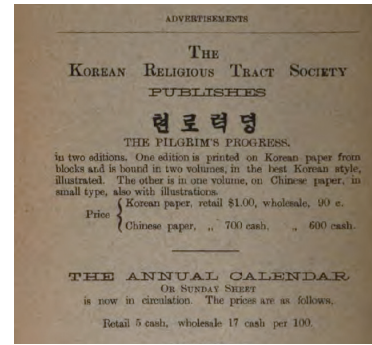 ADVERTISEMENTS
THE
KOREAN RELIGIOUS TRACT SOCIETY
PUBLISHES
뎡력로텬
THE PILGRIM'S PROGRESS.
in two editions. One edition is printed on Korean paper from
blocks and is bound in two volumes, in the best Korean style,
illustrated. The other is in one volume, on Chinese paper, in
small type, also with illustrations.
Price { Korean paper, retail $1.00, wholesale, 90 c.
Chinese paper, „ 700 cash, „ 600 cash.
THE ANNUAL CALENDAR
OR SUNDAY SHEET
is now in circulation. The prices are as follows,
Retail 5 cash, wholesale 17 cash per 100.